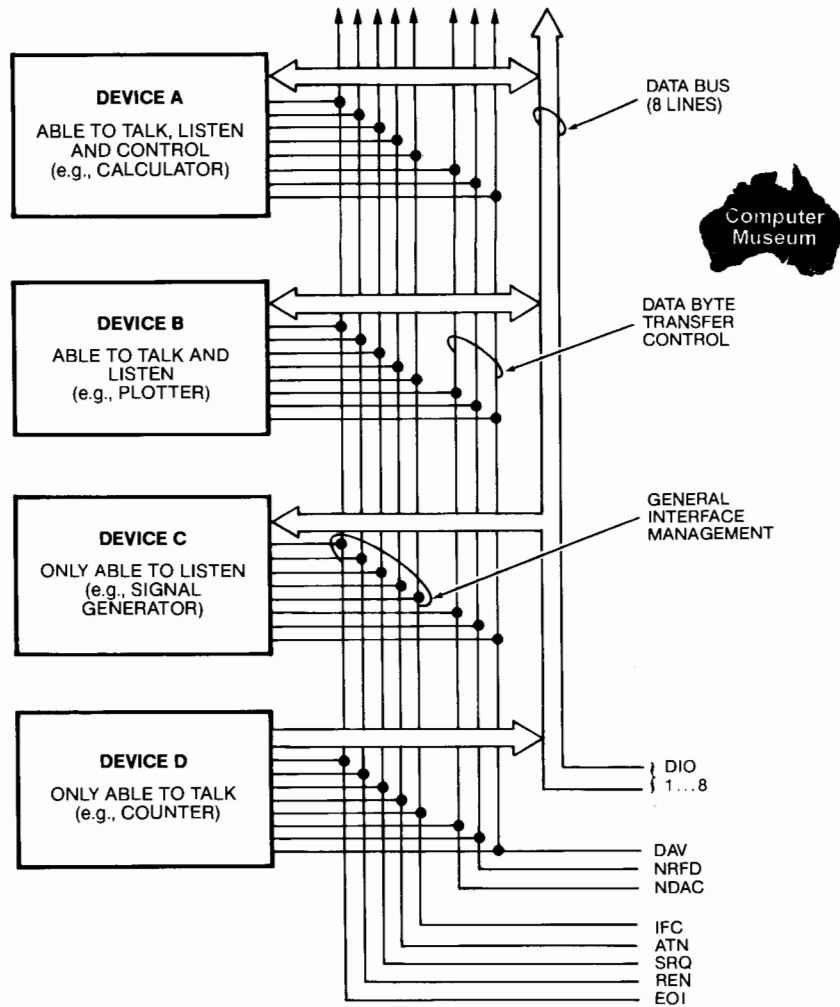 DEVICE A
ABLE TO TALK, LISTEN
AND CONTROL
(e.g., CALCULATOR)
DATA BUS
(8 LINES)
Computer
Museum
DEVICE B
ABLE TO TALK AND
LISTEN
(e.g., PLOTTER)
DATA BYTE
TRANSFER
CONTROL
DEVICE C
ONLY ABLE TO LISTEN
(e.g., SIGNAL
GENERATOR)
GENERAL
INTERFACE
MANAGEMENT
DEVICE D
ONLY ABLE TO TALK
(e.g., COUNTER)
DIO
1...8
DAV
NRFD
NDAC
IFC
ATN
SRQ
REN
EOI